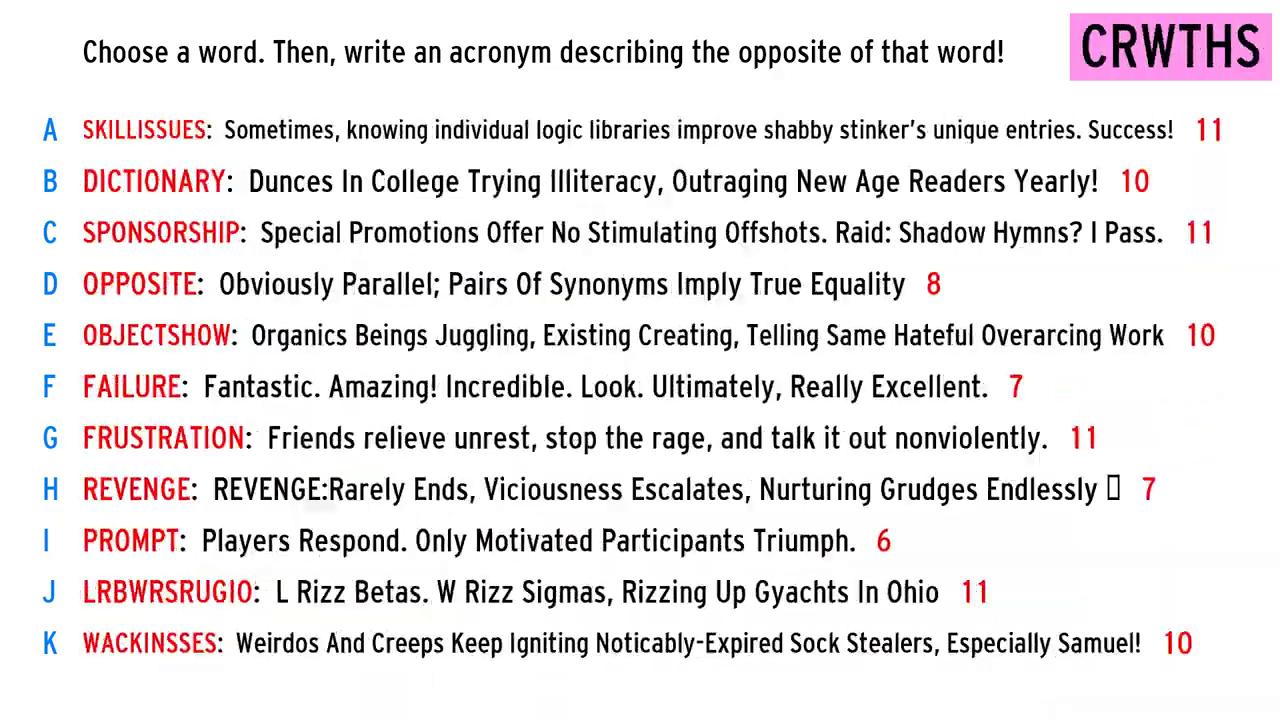 Choose a word. Then, write an acronym describing the opposite of that word!
CRWTHS
A SKILLISSUES: Sometimes, knowing individual logic libraries improve shabby stinker's unique entries. Success! 11
B DICTIONARY: Dunces In College Trying Illiteracy, Outraging New Age Readers Yearly! 10
C SPONSORSHIP: Special Promotions Offer No Stimulating Offshots. Raid: Shadow Hymns? I Pass. 11
D OPPOSITE: Obviously Parallel; Pairs Of Synonyms Imply True Equality 8
E OBJECTSHOW: Organics Beings Juggling, Existing Creating, Telling Same Hateful Overarcing Work 10
F FAILURE: Fantastic. Amazing! Incredible. Look. Ultimately, Really Excellent. 7
G FRUSTRATION: Friends relieve unrest, stop the rage, and talk it out nonviolently. 11
H REVENGE: REVENGE:Rarely Ends, Viciousness Escalates, Nurturing Grudges Endlessly 7
I PROMPT: Players Respond. Only Motivated Participants Triumph. 6
J LRBWRSRUGIO: L Rizz Betas. W Rizz Sigmas, Rizzing Up Gyachts In Ohio 11
K WACKINSSES: Weirdos And Creeps Keep Igniting Noticably-Expired Sock Stealers, Especially Samuel! 10